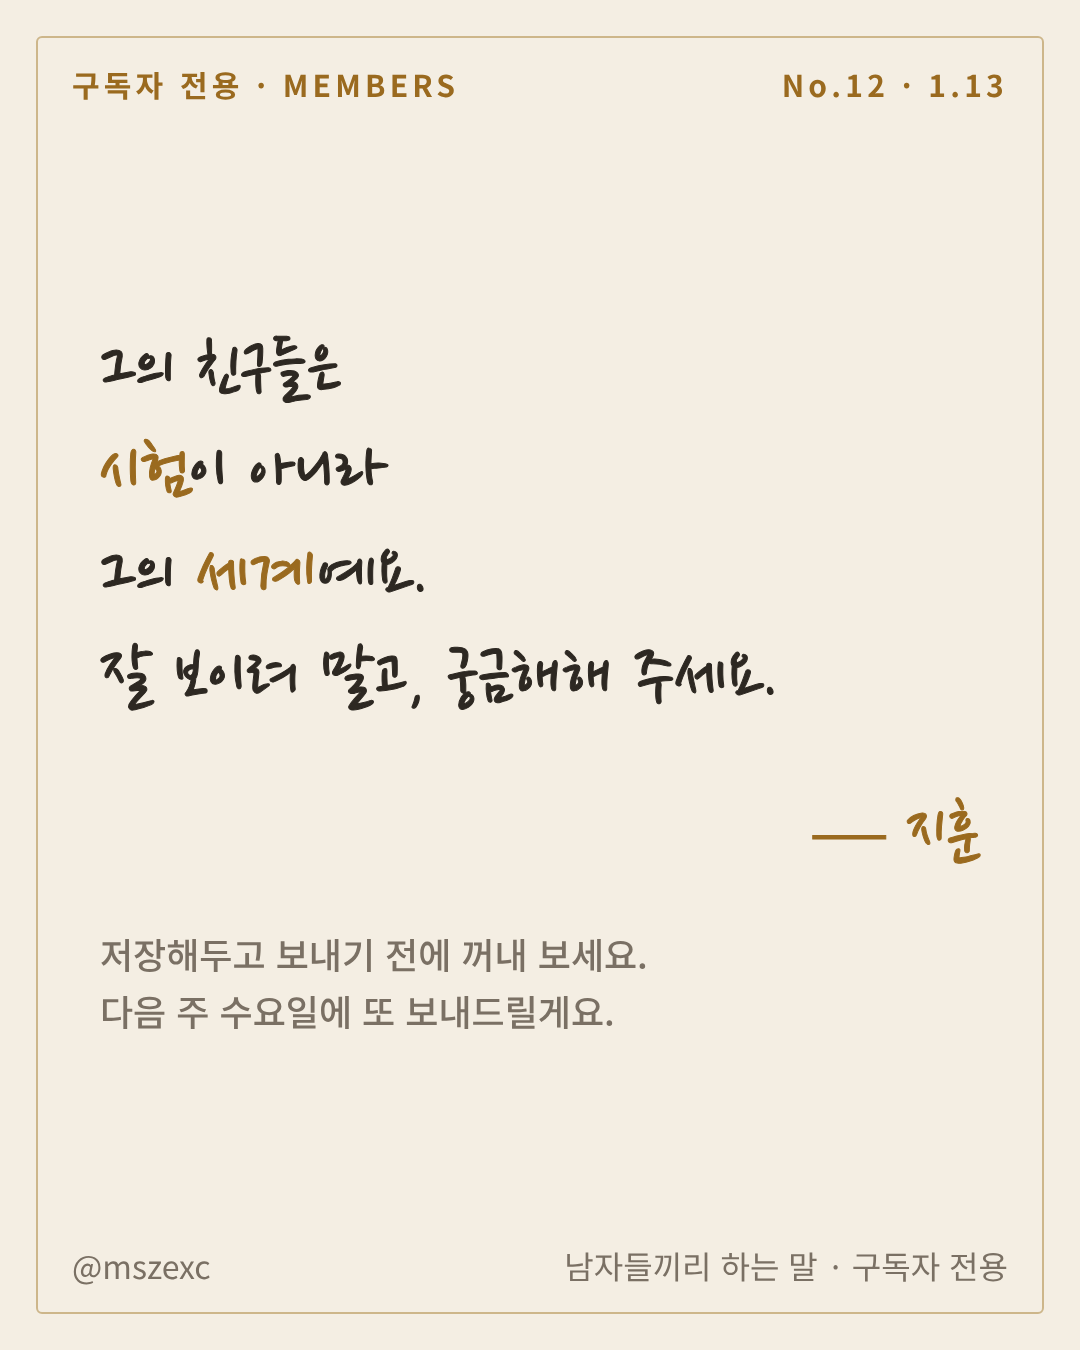 구독자 전용 · MEMBERS
No.12 · 1.13
그의 친구들은
시험이 아니라
그의 세계예요.
잘 보이려 말고, 궁금해해 주세요.
— 지훈
저장해두고 보내기 전에 꺼내 보세요.
다음 주 수요일에 또 보내드릴게요.
@mszexc
남자들끼리 하는 말 · 구독자 전용